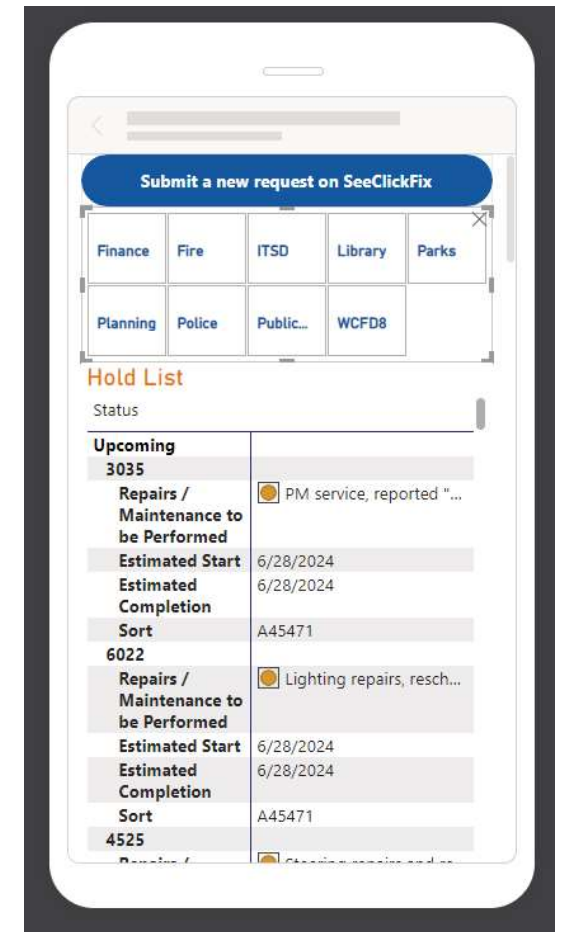 Submit a new request on SeeClickFix
Finance Fire ITSD Library Parks
Planning Police Public... WCFD8
Hold List
Status
Upcoming
3035
Repairs / PM service, reported "...
Maintenance to
be Performed
Estimated Start 6/28/2024
Estimated 6/28/2024
Completion
Sort A45471
6022
Repairs / Lighting repairs, resch...
Maintenance to
be Performed
Estimated Start 6/28/2024
Estimated 6/28/2024
Completion
Sort A45471
4525
Repairs /